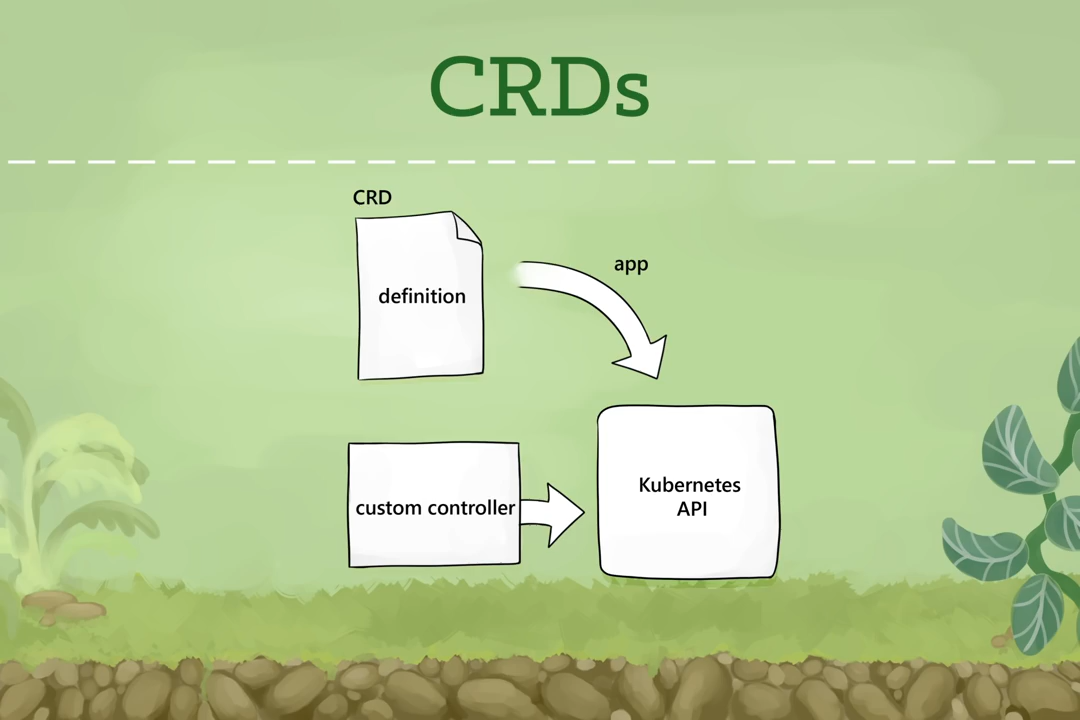 CRDs
CRD
definition
app
custom controller
Kubernetes
API